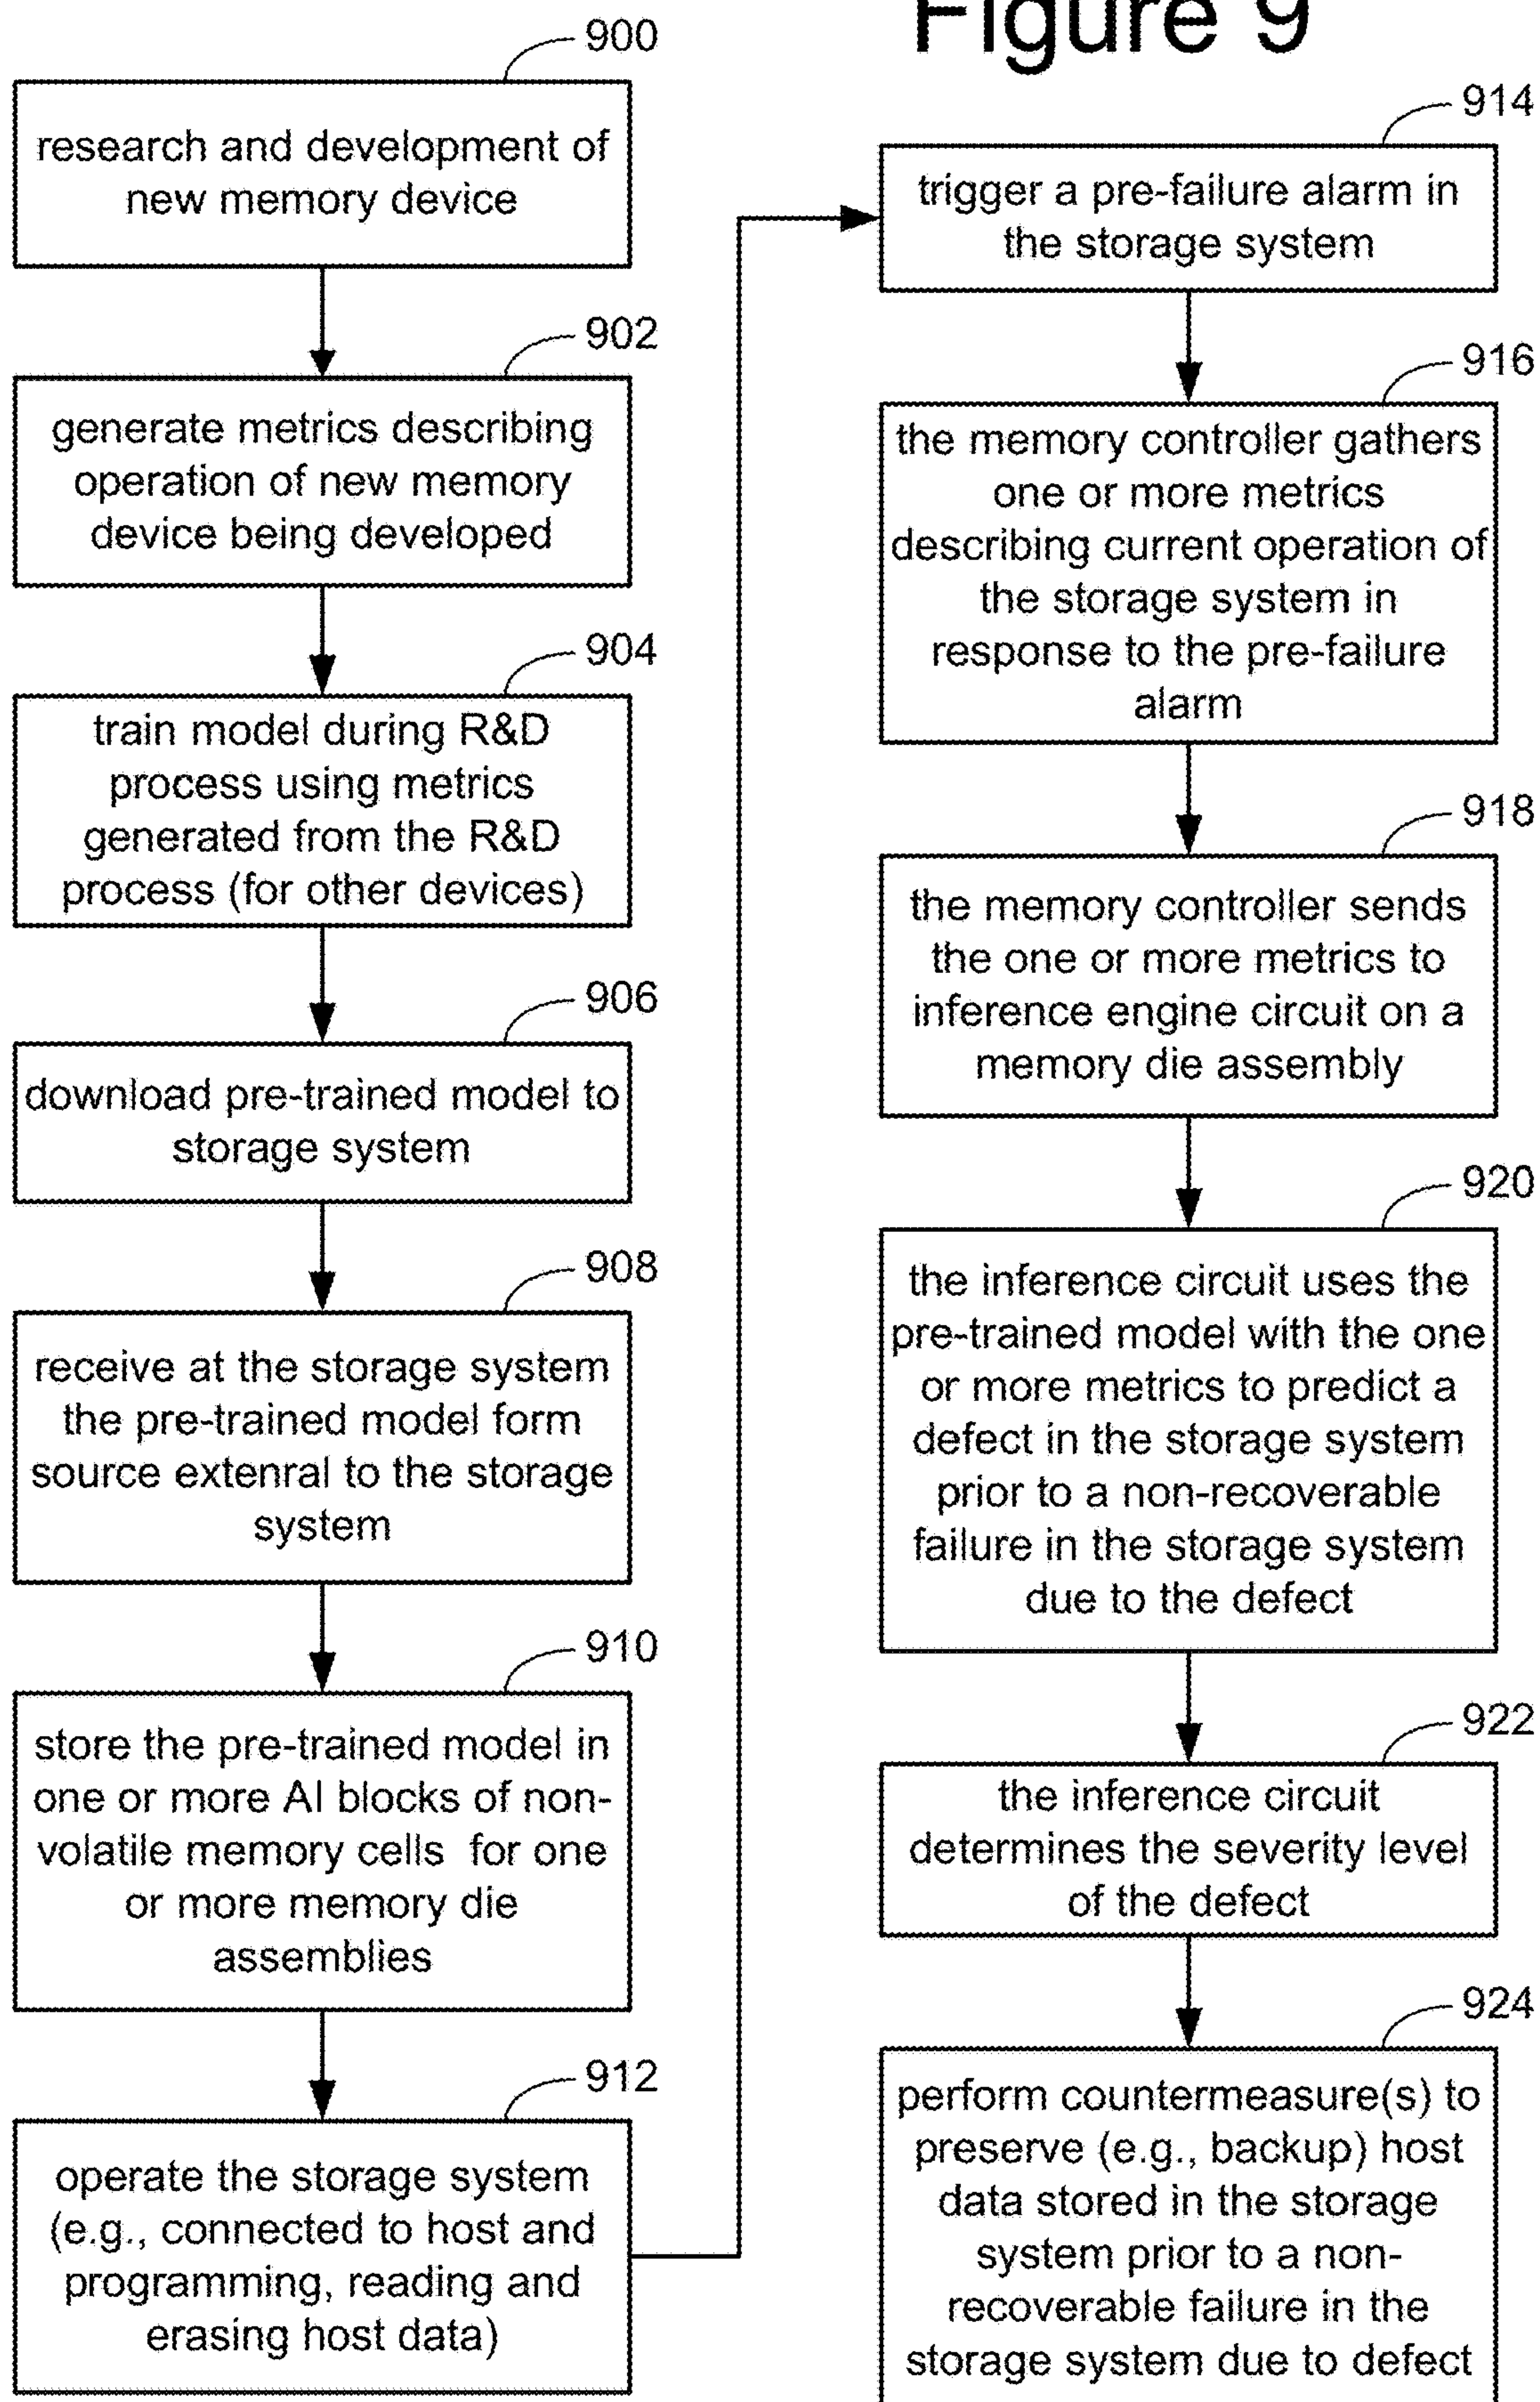 Figure 9
900
research and development of
new memory device
902
generate metrics describing
operation of new memory
device being developed
904
train model during R&D
process using metrics
generated from the R&D
process (for other devices)
906
download pre-trained model to
storage system
908
receive at the storage system
the pre-trained model form
source extenral to the storage
system
910
store the pre-trained model in
one or more AI blocks of non-
volatile memory cells for one
or more memory die
assemblies
912
operate the storage system
(e.g., connected to host and
programming, reading and
erasing host data)
914
trigger a pre-failure alarm in
the storage system
916
the memory controller gathers
one or more metrics
describing current operation of
the storage system in
response to the pre-failure
alarm
918
the memory controller sends
the one or more metrics to
inference engine circuit on a
memory die assembly
920
the inference circuit uses the
pre-trained model with the one
or more metrics to predict a
defect in the storage system
prior to a non-recoverable
failure in the storage system
due to the defect
922
the inference circuit
determines the severity level
of the defect
924
perform countermeasure(s) to
preserve (e.g., backup) host
data stored in the storage
system prior to a non-
recoverable failure in the
storage system due to defect